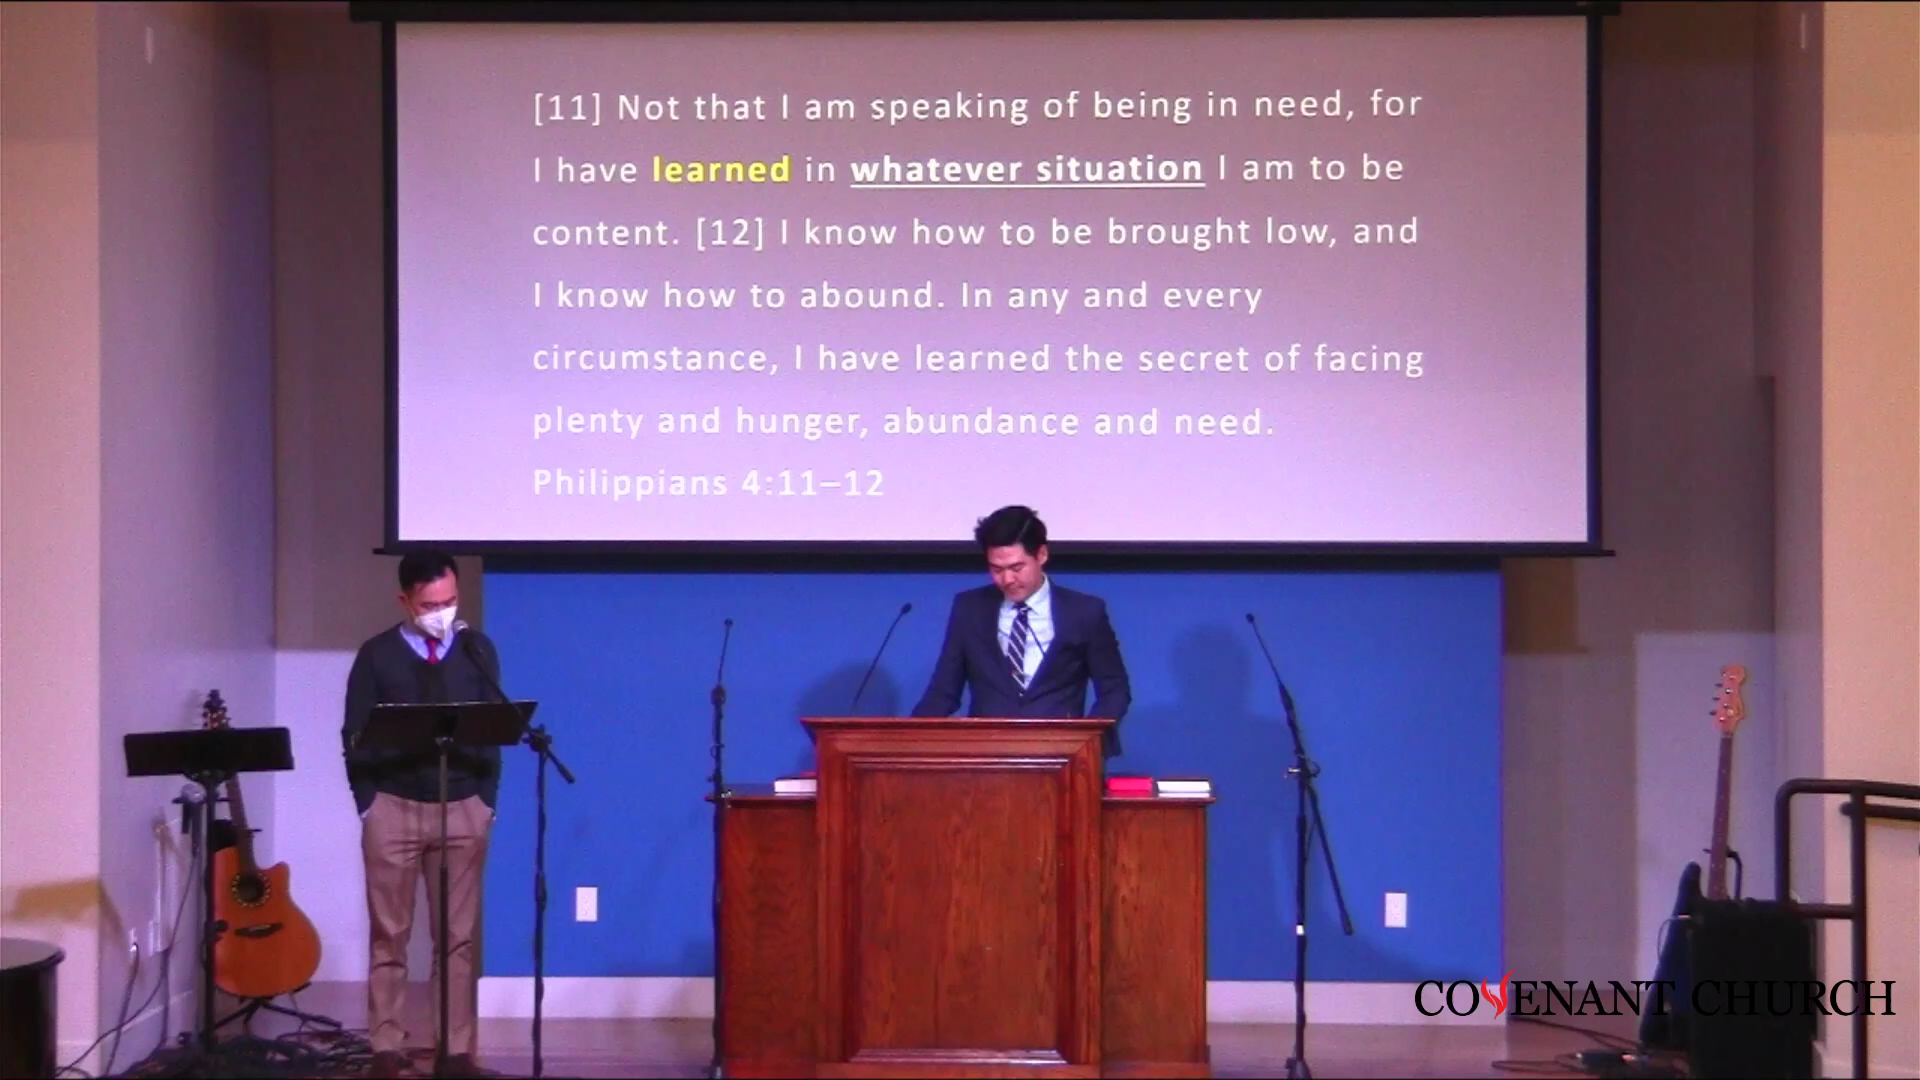 [11] Not that I am speaking of being in need, for
I have learned in whatever situation I am to be
content. [12] I know how to be brought low, and
I know how to abound. In any and every
circumstance, I have learned the secret of facing
plenty and hunger, abundance and need.
Philippians 4:11–12
COVENANT CHURCH